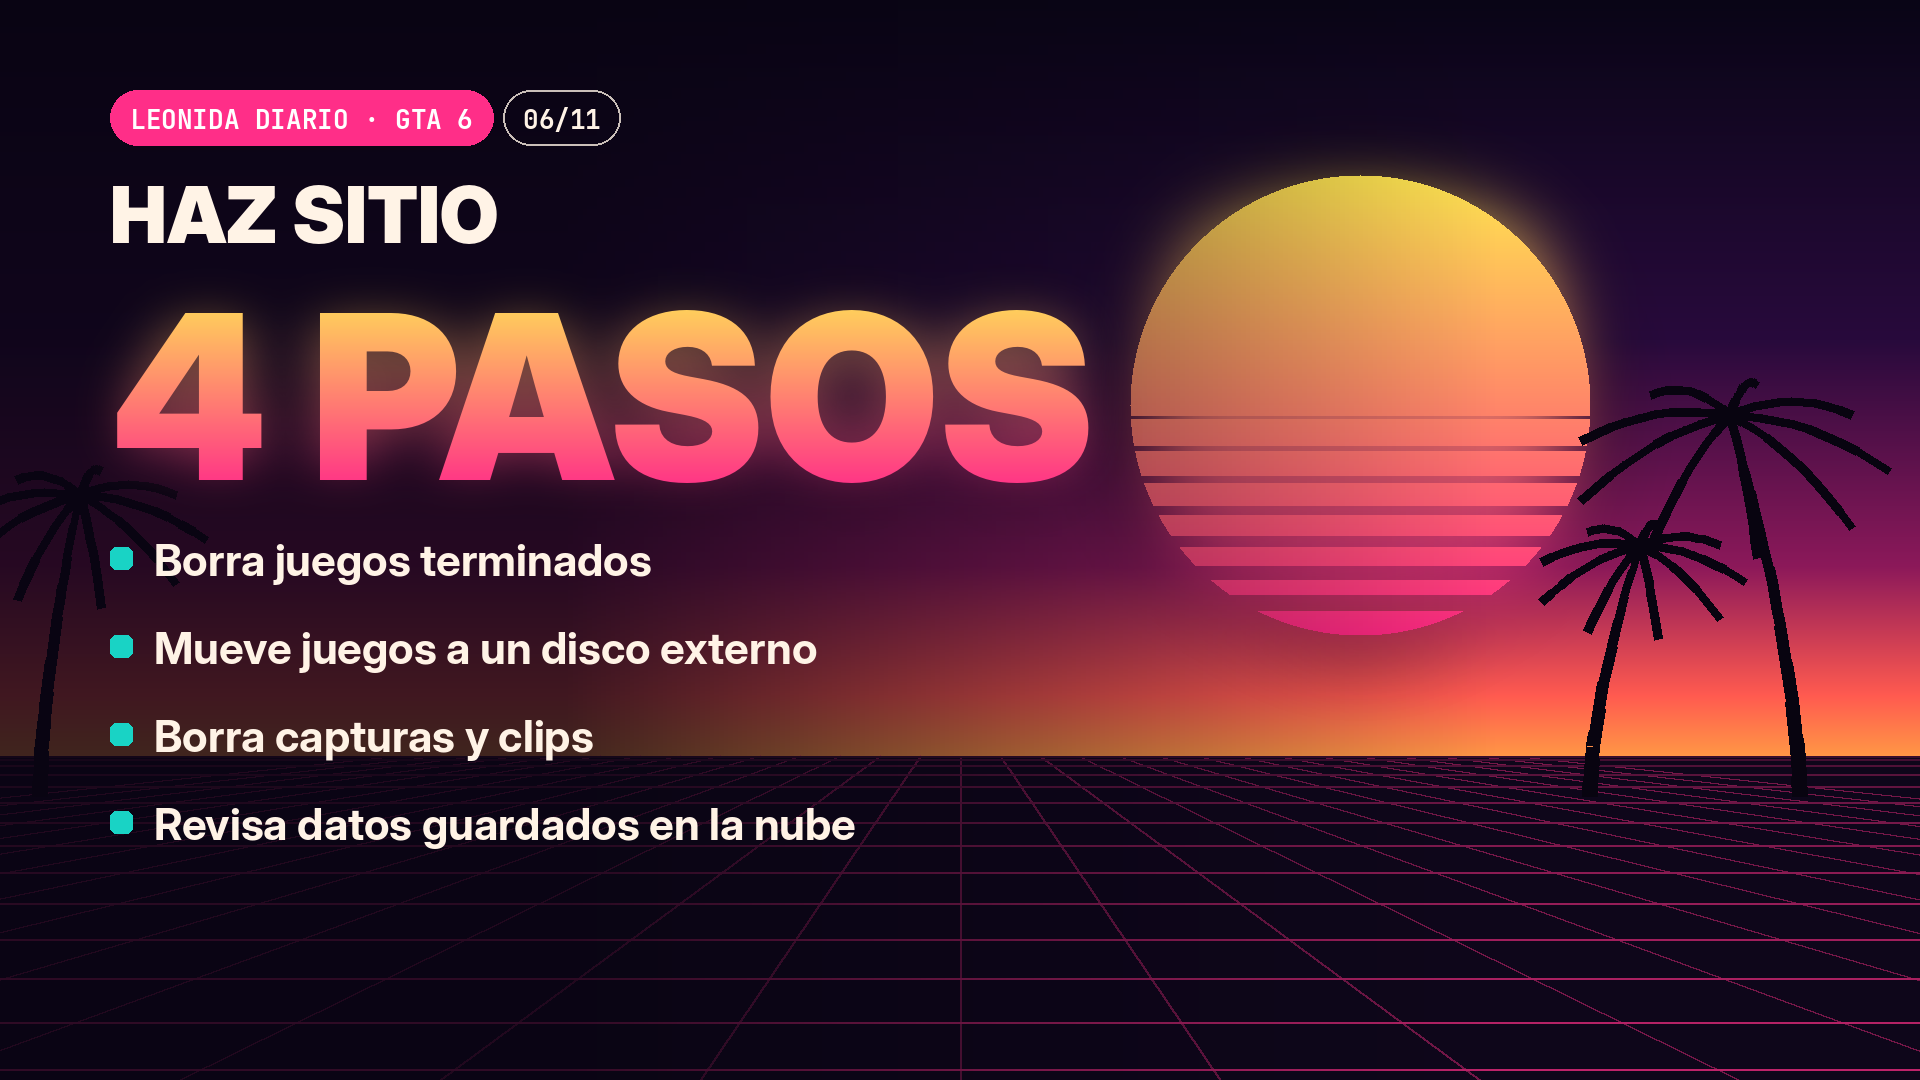 LEONIDA DIARIO · GTA 6
06/11
HAZ SITIO
4 PASOS
Borra juegos terminados
Mueve juegos a un disco externo
Borra capturas y clips
Revisa datos guardados en la nube